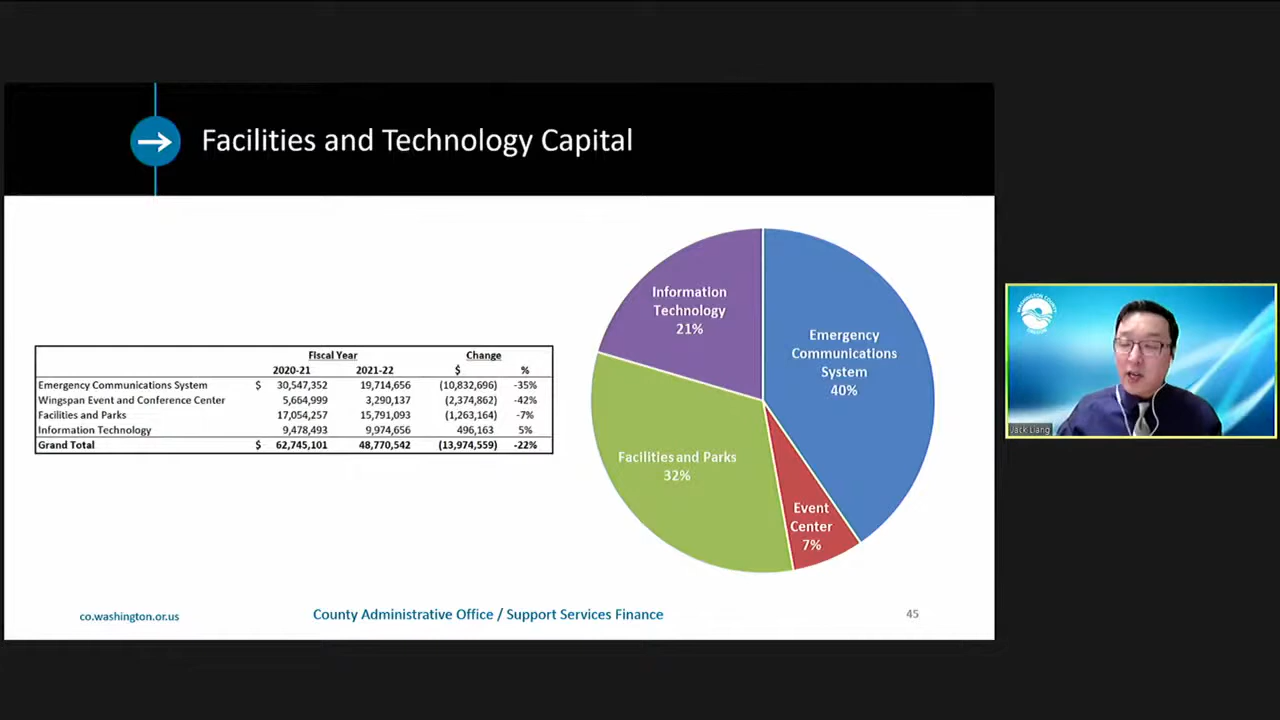 Facilities and Technology Capital
Fiscal Year Change
2020-21 2021-22 $ %
Emergency Communications System $ 30,547,352 19,714,656 (10,832,696) -35%
Wingspan Event and Conference Center 5,664,999 3,290,137 (2,374,862) -42%
Facilities and Parks 17,054,257 15,791,093 (1,263,164) -7%
Information Technology 9,478,493 9,974,656 496,163 5%
Grand Total $ 62,745,101 48,770,542 (13,974,559) -22%
Information
Technology
21%
Emergency
Communications
System
40%
Facilities and Parks
32%
Event
Center
7%
co.washington.or.us
County Administrative Office / Support Services Finance
45
WASHINGTON COUNTY
OREGON
Jack Liang